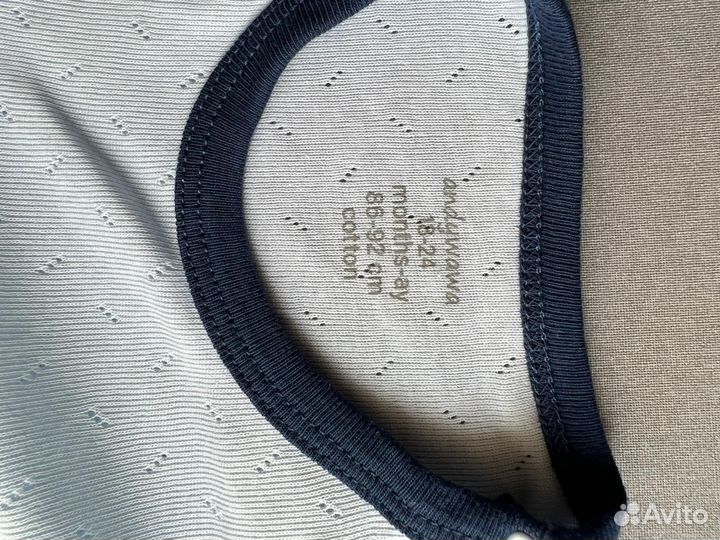 andywawa
18-24
months-ay
86-92 cm
cotton
Avito